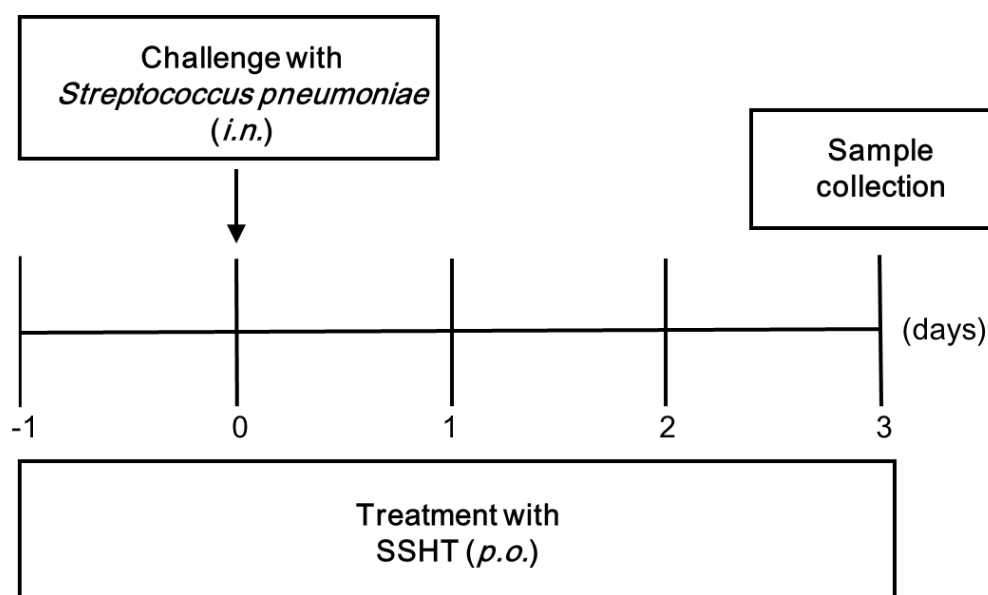 Challenge with
Streptococcus pneumoniae
(i.n.)
Sample
collection
(days)
-1 0 1 2 3
Treatment with
SSHT (p.o.)